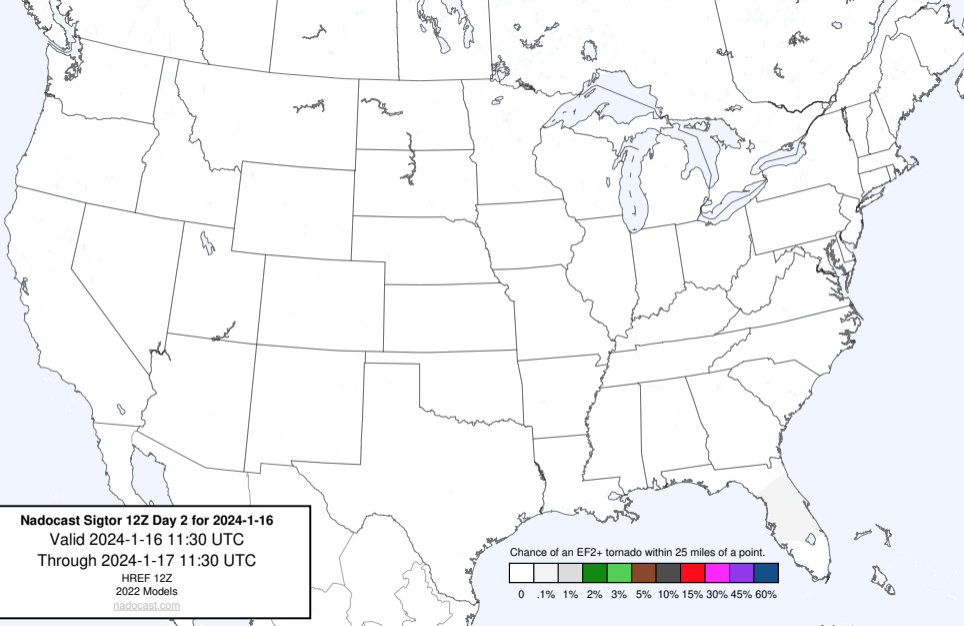 Nadocast Sigtor 12Z Day 2 for 2024-1-16
Valid 2024-1-16 11:30 UTC
Through 2024-1-17 11:30 UTC
HREF 12Z
2022 Models
nadocast.com
Chance of an EF2+ tornado within 25 miles of a point.
0 .1% 1% 2% 3% 5% 10% 15% 30% 45% 60%